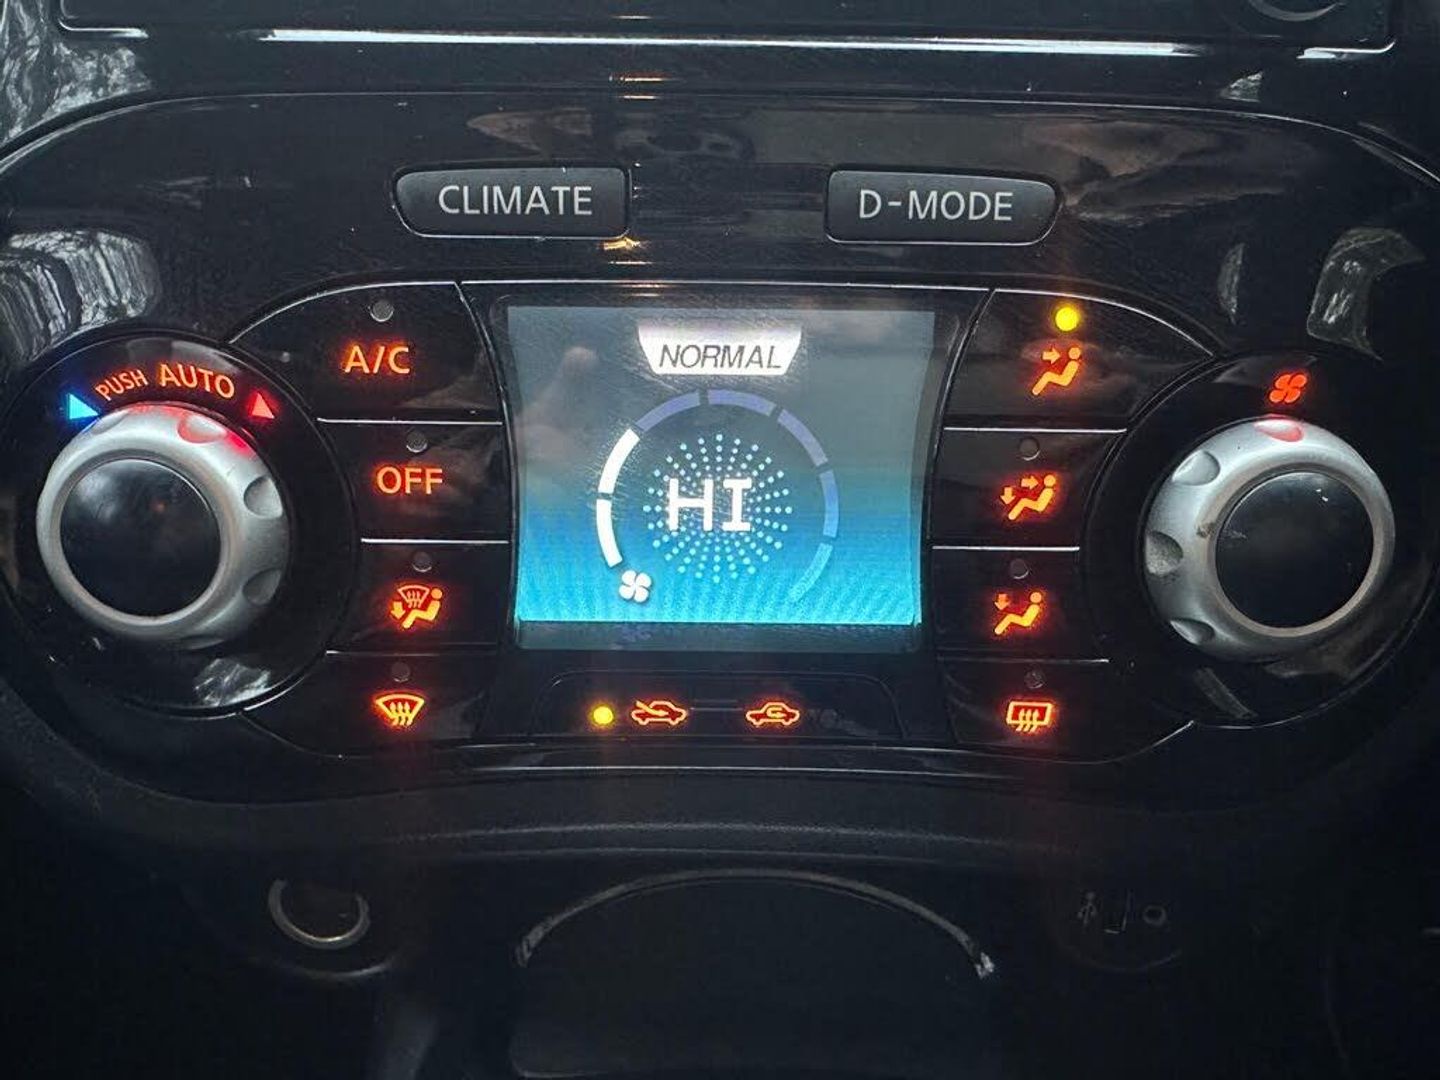 CLIMATE
D-MODE
NORMAL
PUSH AUTO
A/C
OFF
HI